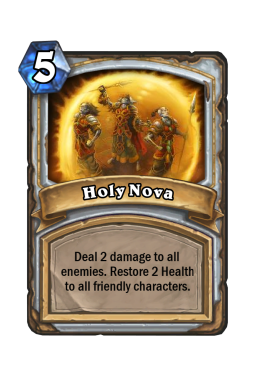 5
Holy Nova
Deal 2 damage to all
enemies. Restore 2 Health
to all friendly characters.